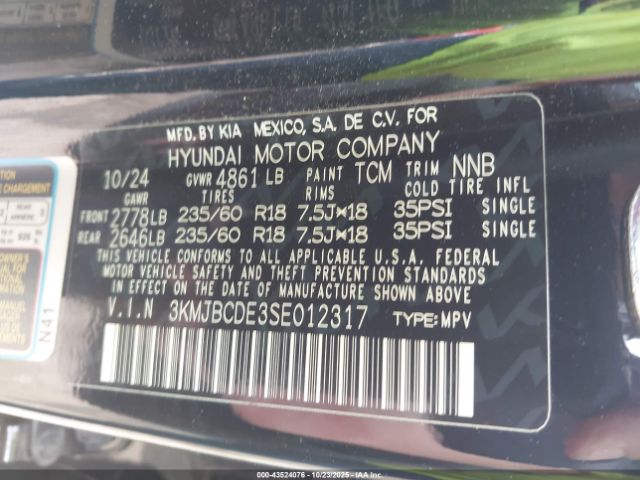 MFD. BY KIA MEXICO, S.A. DE C.V. FOR
HYUNDAI MOTOR COMPANY
10/24 GVWR 4861 LB PAINT TCM TRIM NNB
GAWR TIRES RIMS COLD TIRE INFL
FRONT 2778LB 235/60 R18 7.5J×18 35PSI SINGLE
REAR 2646LB 235/60 R18 7.5J×18 35PSI SINGLE
THIS VEHICLE CONFORMS TO ALL APPLICABLE U.S.A. FEDERAL
MOTOR VEHICLE SAFETY AND THEFT PREVENTION STANDARDS
IN EFFECT ON THE DATE OF MANUFACTURE SHOWN ABOVE.
V.I.N 3KMJBCDE3SE012317 TYPE: MPV
N41
000-43524076 | 10/23/2025 - Copyright © IAA, LLC